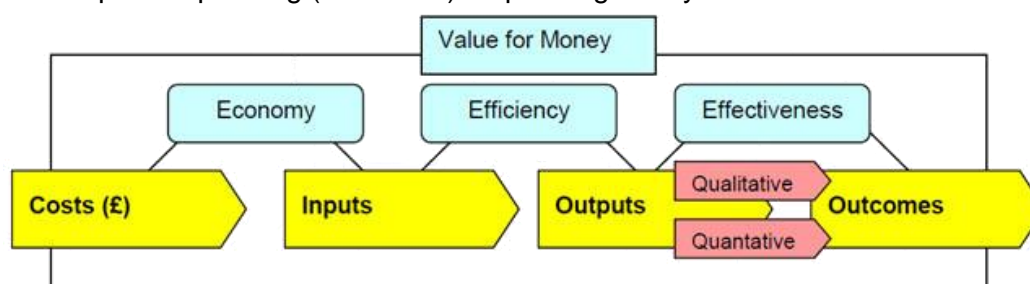 Value for Money
Economy
Efficiency
Effectiveness
Costs (£)
Inputs
Outputs
Qualitative
Quantative
Outcomes